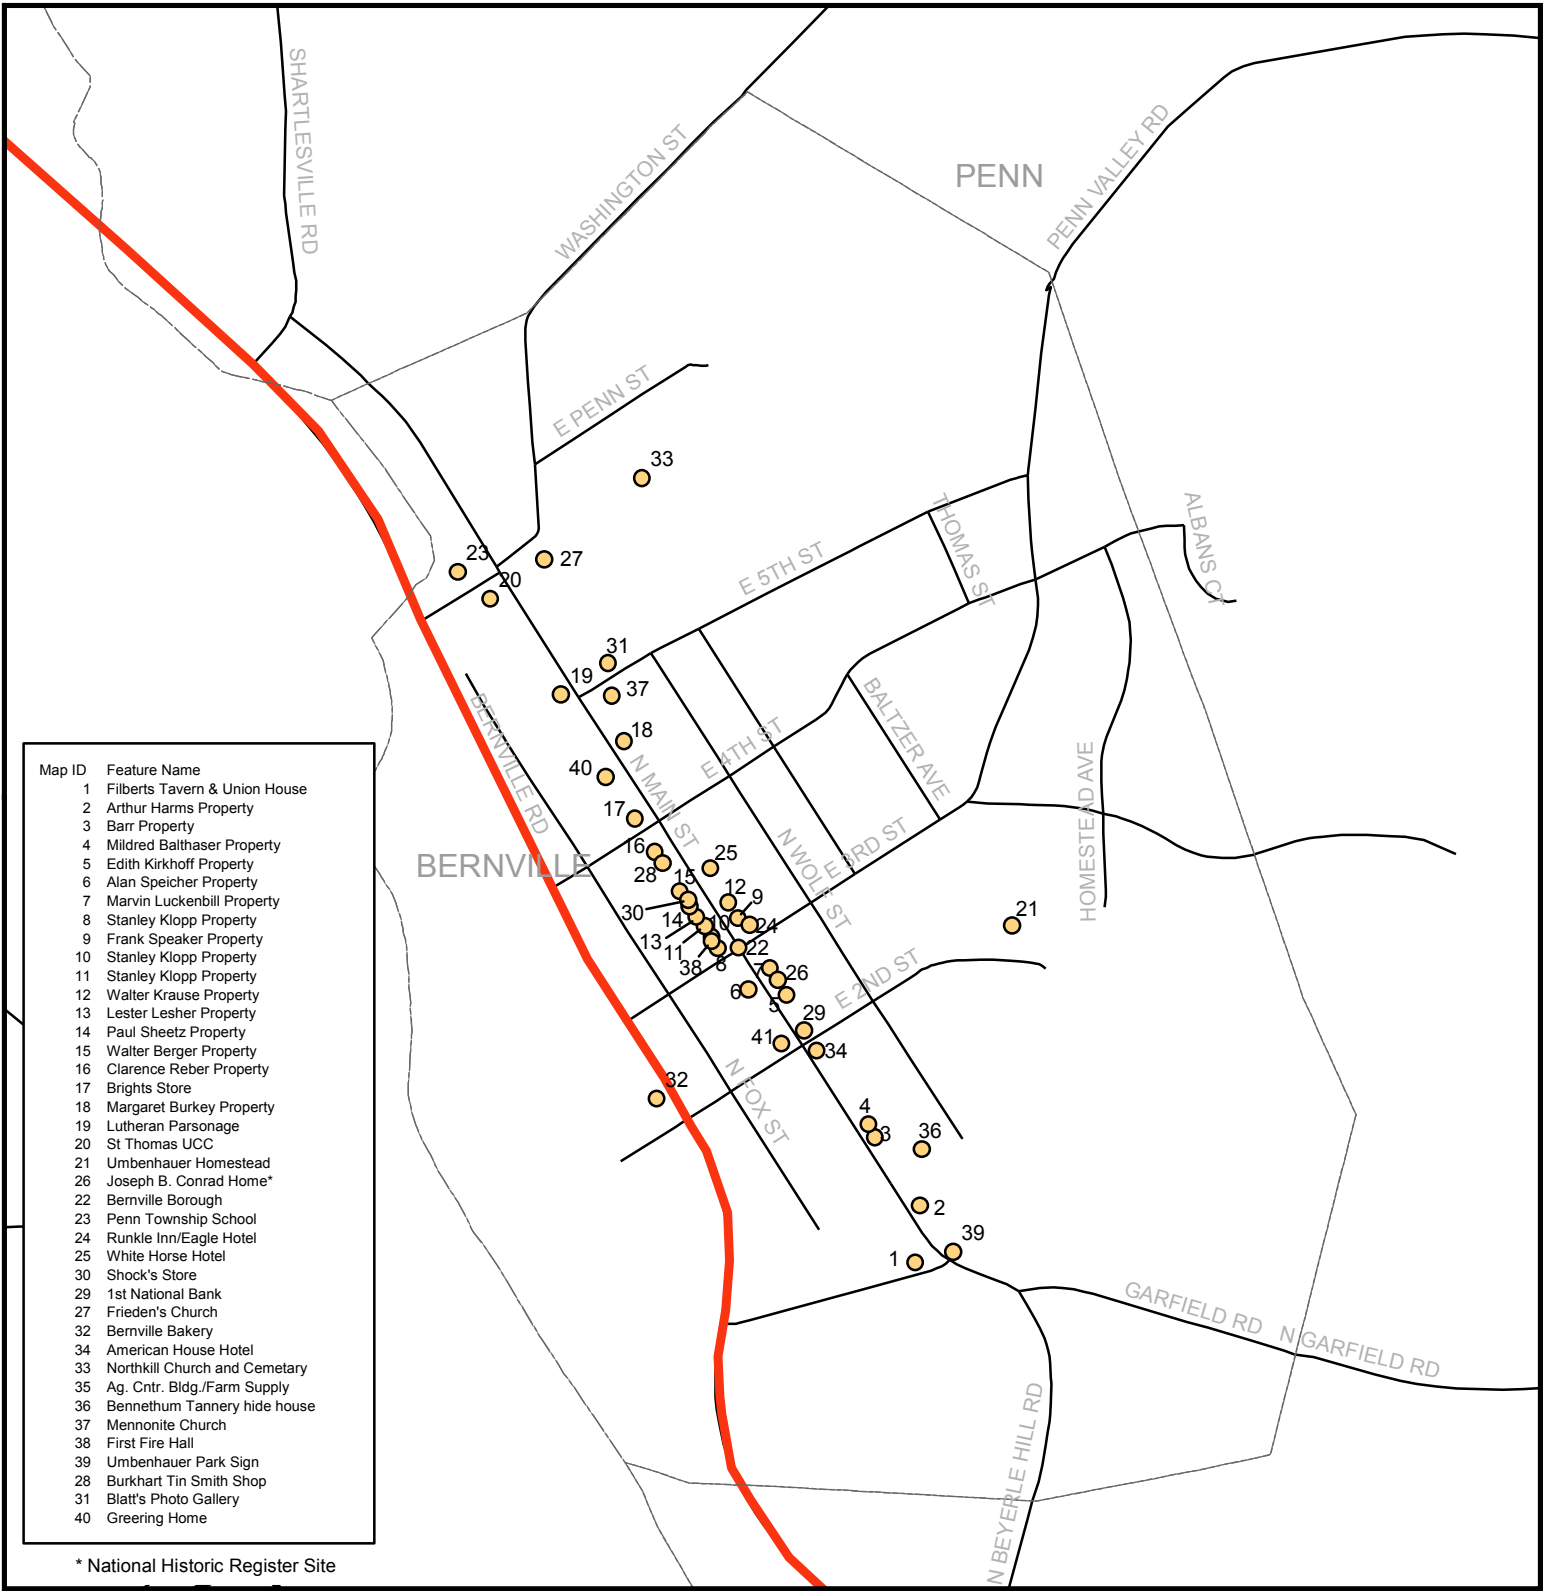 SHARTLESVILLE RD
WASHINGTON ST
PENN
PENN VALLEY RD
E PENN ST
33
23
27
20
E 5TH ST
THOMAS ST
ALBANS CT
31
19
37
BERNVILLE RD
18
N MAIN ST
E 4TH ST
BALTZER AVE
40
HOMESTEAD AVE
17
BERNVILLE
16
28
25
N WOLF ST
E 3RD ST
15
30
12
9
14
10
24
13
11
38
8
22
21
7
26
6
5
E 2ND ST
29
41
34
32
N FOX ST
4
3
36
2
39
1
GARFIELD RD
N GARFIELD RD
N BEYERLE HILL RD
Map ID Feature Name
1 Filberts Tavern & Union House
2 Arthur Harms Property
3 Barr Property
4 Mildred Balthaser Property
5 Edith Kirkhoff Property
6 Alan Speicher Property
7 Marvin Luckenbill Property
8 Stanley Klopp Property
9 Frank Speaker Property
10 Stanley Klopp Property
11 Stanley Klopp Property
12 Walter Krause Property
13 Lester Lesher Property
14 Paul Sheetz Property
15 Walter Berger Property
16 Clarence Reber Property
17 Brights Store
18 Margaret Burkey Property
19 Lutheran Parsonage
20 St Thomas UCC
21 Umbenhauer Homestead
26 Joseph B. Conrad Home*
22 Bernville Borough
23 Penn Township School
24 Runkle Inn/Eagle Hotel
25 White Horse Hotel
30 Shock's Store
29 1st National Bank
27 Frieden's Church
32 Bernville Bakery
34 American House Hotel
33 Northkill Church and Cemetary
35 Ag. Cntr. Bldg./Farm Supply
36 Bennethum Tannery hide house
37 Mennonite Church
38 First Fire Hall
39 Umbenhauer Park Sign
28 Burkhart Tin Smith Shop
31 Blatt's Photo Gallery
40 Greering Home
* National Historic Register Site